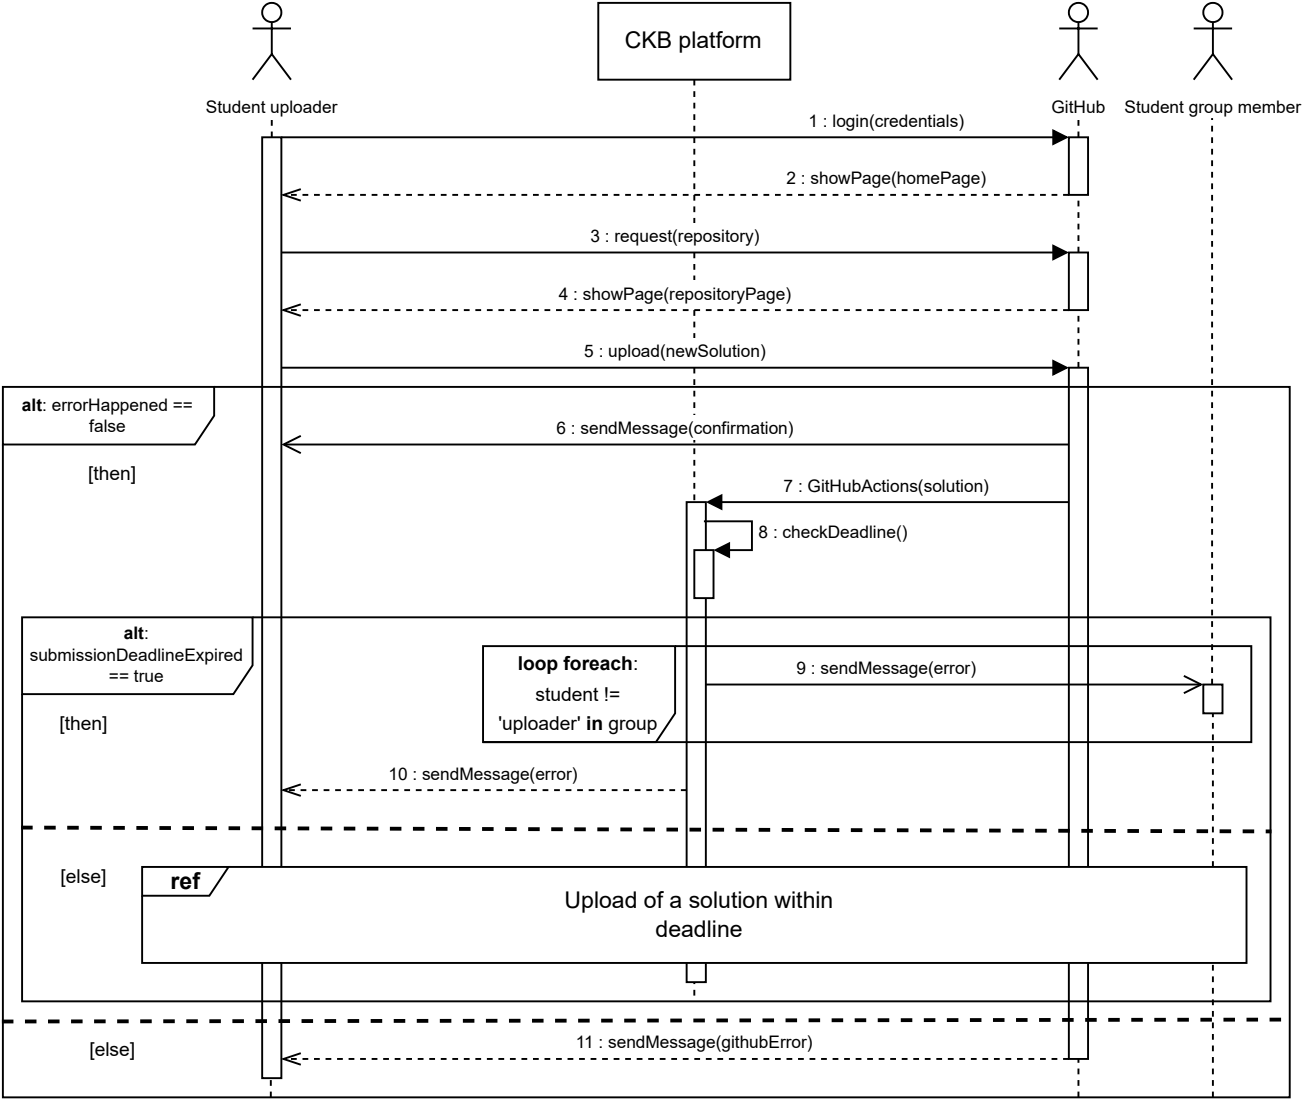 CKB platform
Student uploader
GitHub
Student group member
1 : login(credentials)
2 : showPage(homePage)
3 : request(repository)
4 : showPage(repositoryPage)
5 : upload(newSolution)
alt: errorHappened ==
false
6 : sendMessage(confirmation)
[then]
7 : GitHubActions(solution)
8 : checkDeadline()
alt:
submissionDeadlineExpired
== true
loop foreach:
student !=
'uploader' in group
9 : sendMessage(error)
[then]
10 : sendMessage(error)
[else]
ref
Upload of a solution within
deadline
[else]
11 : sendMessage(githubError)